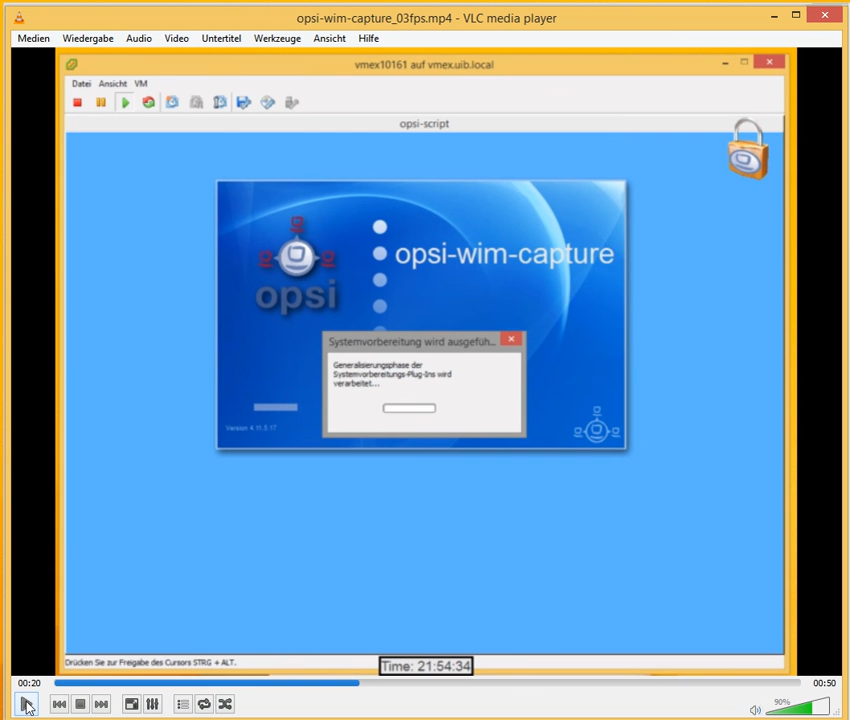 opsi-wim-capture_03fps.mp4 - VLC media player
Medien Wiedergabe Audio Video Untertitel Werkzeuge Ansicht Hilfe
vmex10161 auf vmex.uib.local
Datei Ansicht VM
opsi-script
opsi-wim-capture
opsi
Systemvorbereitung wird ausgefüh...
Generalisierungsphase der
Systemvorbereitungs-Plug-Ins wird
verarbeitet...
Version 4.11.5.17
Drücken Sie zur Freigabe des Cursors STRG + ALT.
Time: 21:54:34
00:20
00:50
90%